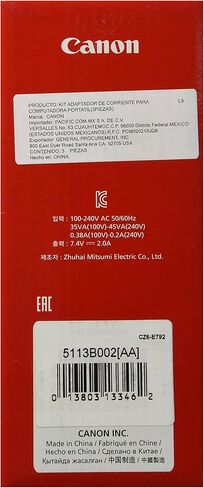 Canon
PRODUCTO: KIT ADAPTADOR DE CORRIENTE PARA
COMPUTADORA PORTATIL(3PIEZAS) L9
Marca: CANON
Importador: PACIFIC COM.MX S.A. DE C.V.
VERSALLES No. 63 CUAUHTEMOC C.P. 06600 Distrito Federal MEXICO
(ESTADOS UNIDOS MEXICANOS) R.F.C. PCM020219JQ6
Exportador: GENERAL PROCUREMENT, INC.
800 East Dyer Road Santa Ana CA. 92705 USA
CONTENIDO: 3 - PIEZAS
Hecho en: CHINA
입력 : 100-240V AC 50/60Hz
35VA(100V)-45VA(240V)
0.38A(100V)-0.2A(240V)
출력 : 7.4V ⎓ 2.0A
제조자 : Zhuhai Mitsumi Electric Co., Ltd.
EAC
CZ6-E792
5113B002[AA]
0 13803 13346 2
CANON INC.
Made in China / Fabriqué en Chine /
Hecho en China / Сделано в Китае /
Қытайда жасалған / 中国制造 /
中國製造